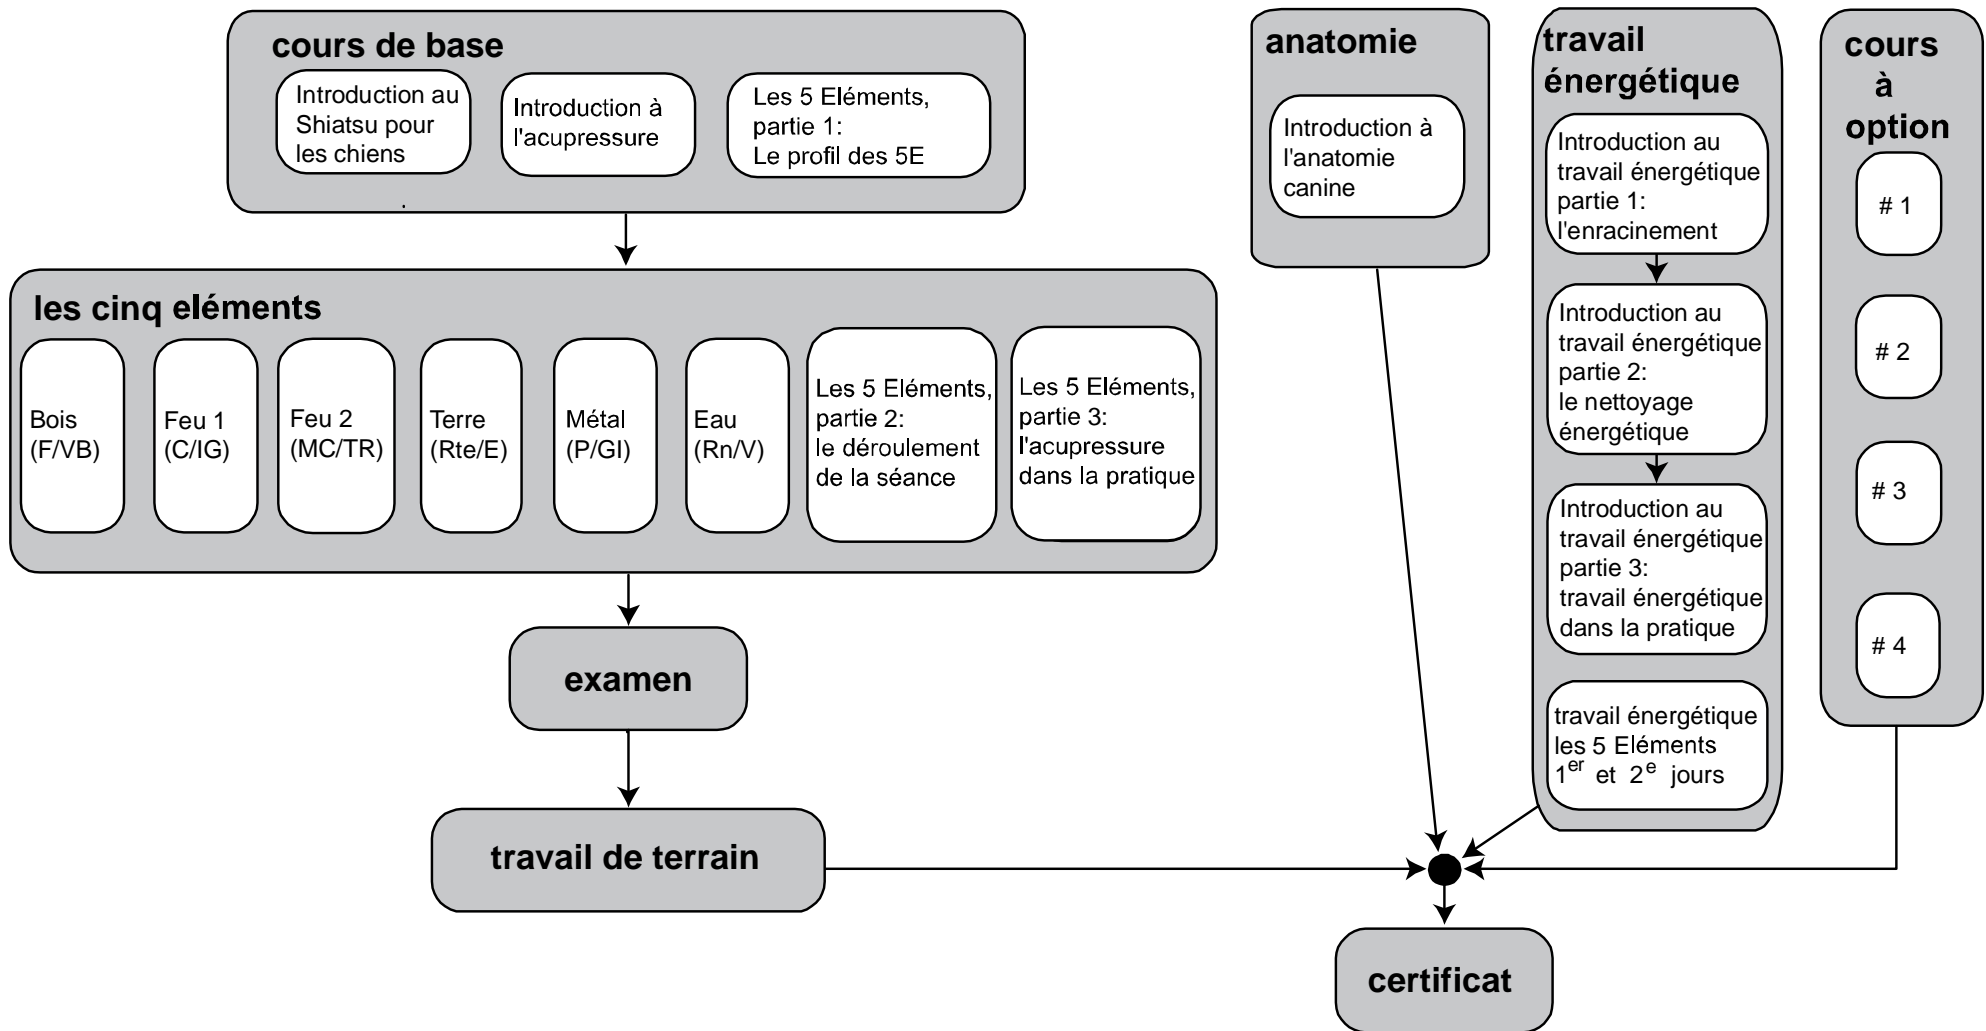 cours de base
Introduction au
Shiatsu pour
les chiens
Introduction à
l'acupressure
Les 5 Eléments,
partie 1:
Le profil des 5E
les cinq eléments
Bois
(F/VB)
Feu 1
(C/IG)
Feu 2
(MC/TR)
Terre
(Rte/E)
Métal
(P/GI)
Eau
(Rn/V)
Les 5 Eléments,
partie 2:
le déroulement
de la séance
Les 5 Eléments,
partie 3:
l'acupressure
dans la pratique
examen
travail de terrain
anatomie
Introduction à
l'anatomie
canine
travail
énergétique
Introduction au
travail énergétique
partie 1:
l'enracinement
Introduction au
travail énergétique
partie 2:
le nettoyage
énergétique
Introduction au
travail énergétique
partie 3:
travail énergétique
dans la pratique
travail énergétique
les 5 Eléments
1er et 2e jours
cours
à
option
# 1
# 2
# 3
# 4
certificat